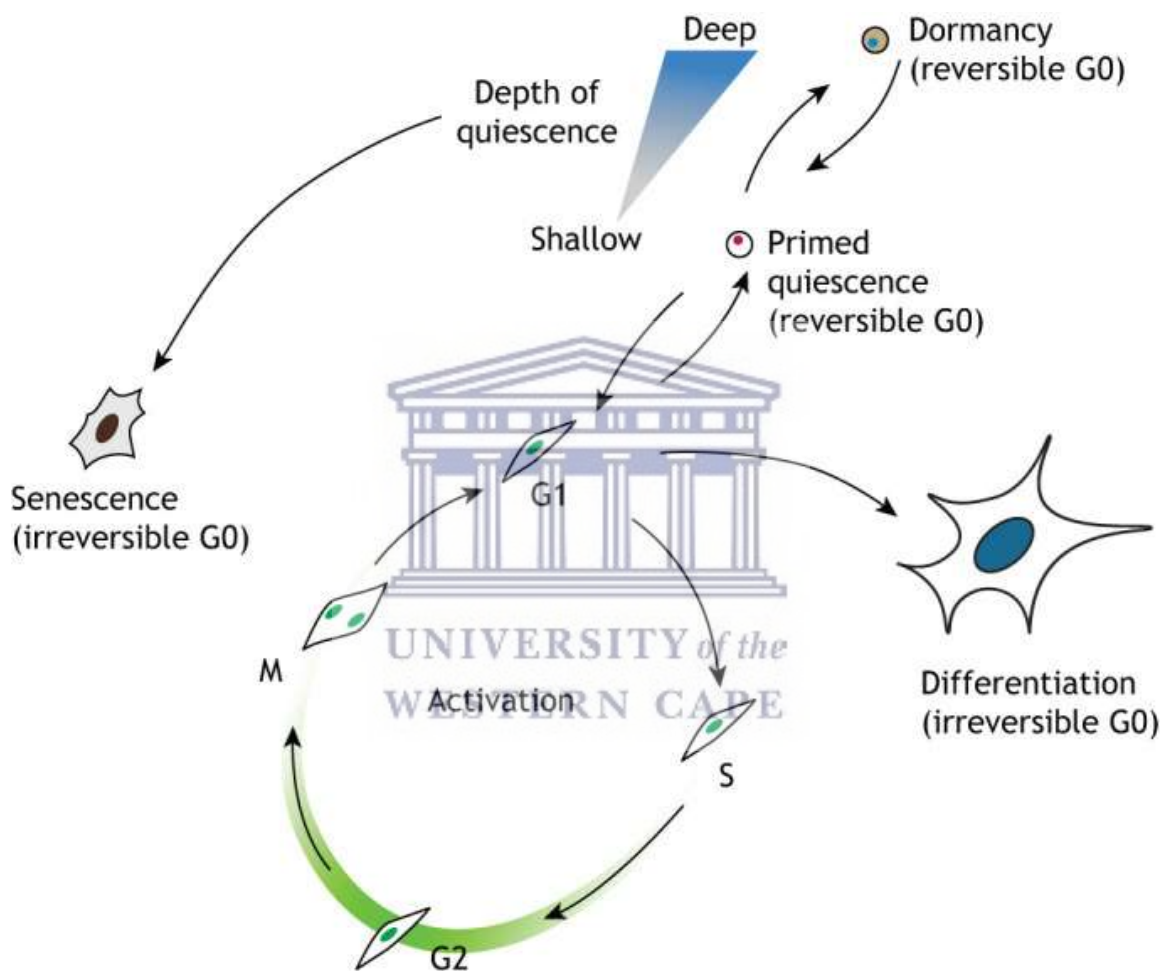 Deep
Dormancy
(reversible G0)
Depth of
quiescence
Shallow
Primed
quiescence
(reversible G0)
G1
Senescence
(irreversible G0)
M
UNIVERSITY of the
WESTERN CAPE
Activation
S
Differentiation
(irreversible G0)
G2